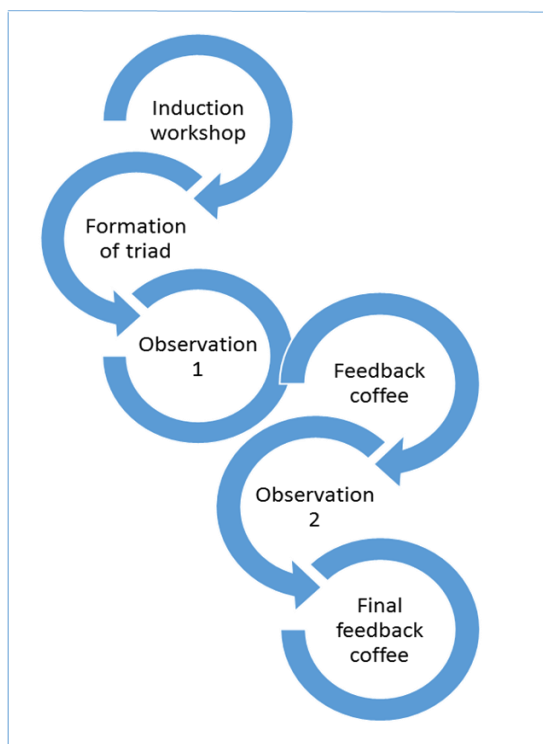 Induction
workshop
Formation
of triad
Observation
1
Feedback
coffee
Observation
2
Final
feedback
coffee